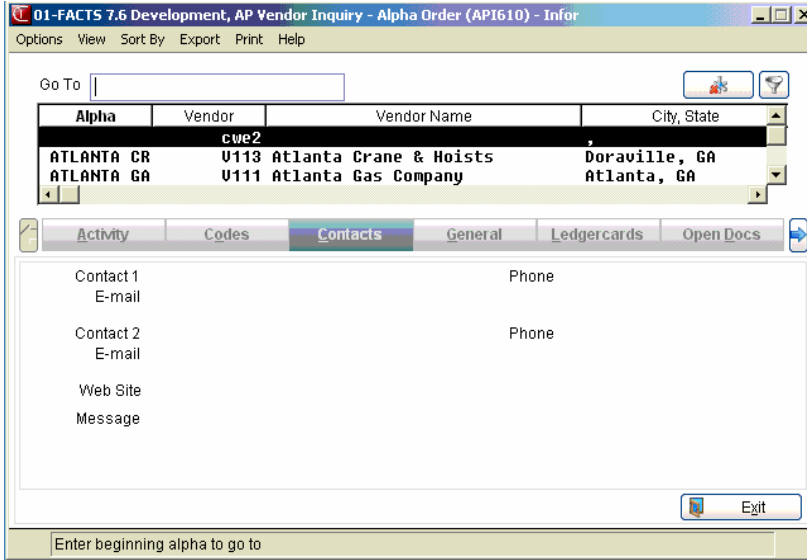 01-FACTS 7.6 Development, AP Vendor Inquiry - Alpha Order (API610) - Infor
Options View Sort By Export Print Help
Go To
Alpha Vendor Vendor Name City, State
cwe2 ,
ATLANTA CR V113 Atlanta Crane & Hoists Doraville, GA
ATLANTA GA V111 Atlanta Gas Company Atlanta, GA
Activity Codes Contacts General Ledgercards Open Docs
Contact 1 Phone
E-mail
Contact 2 Phone
E-mail
Web Site
Message
Exit
Enter beginning alpha to go to